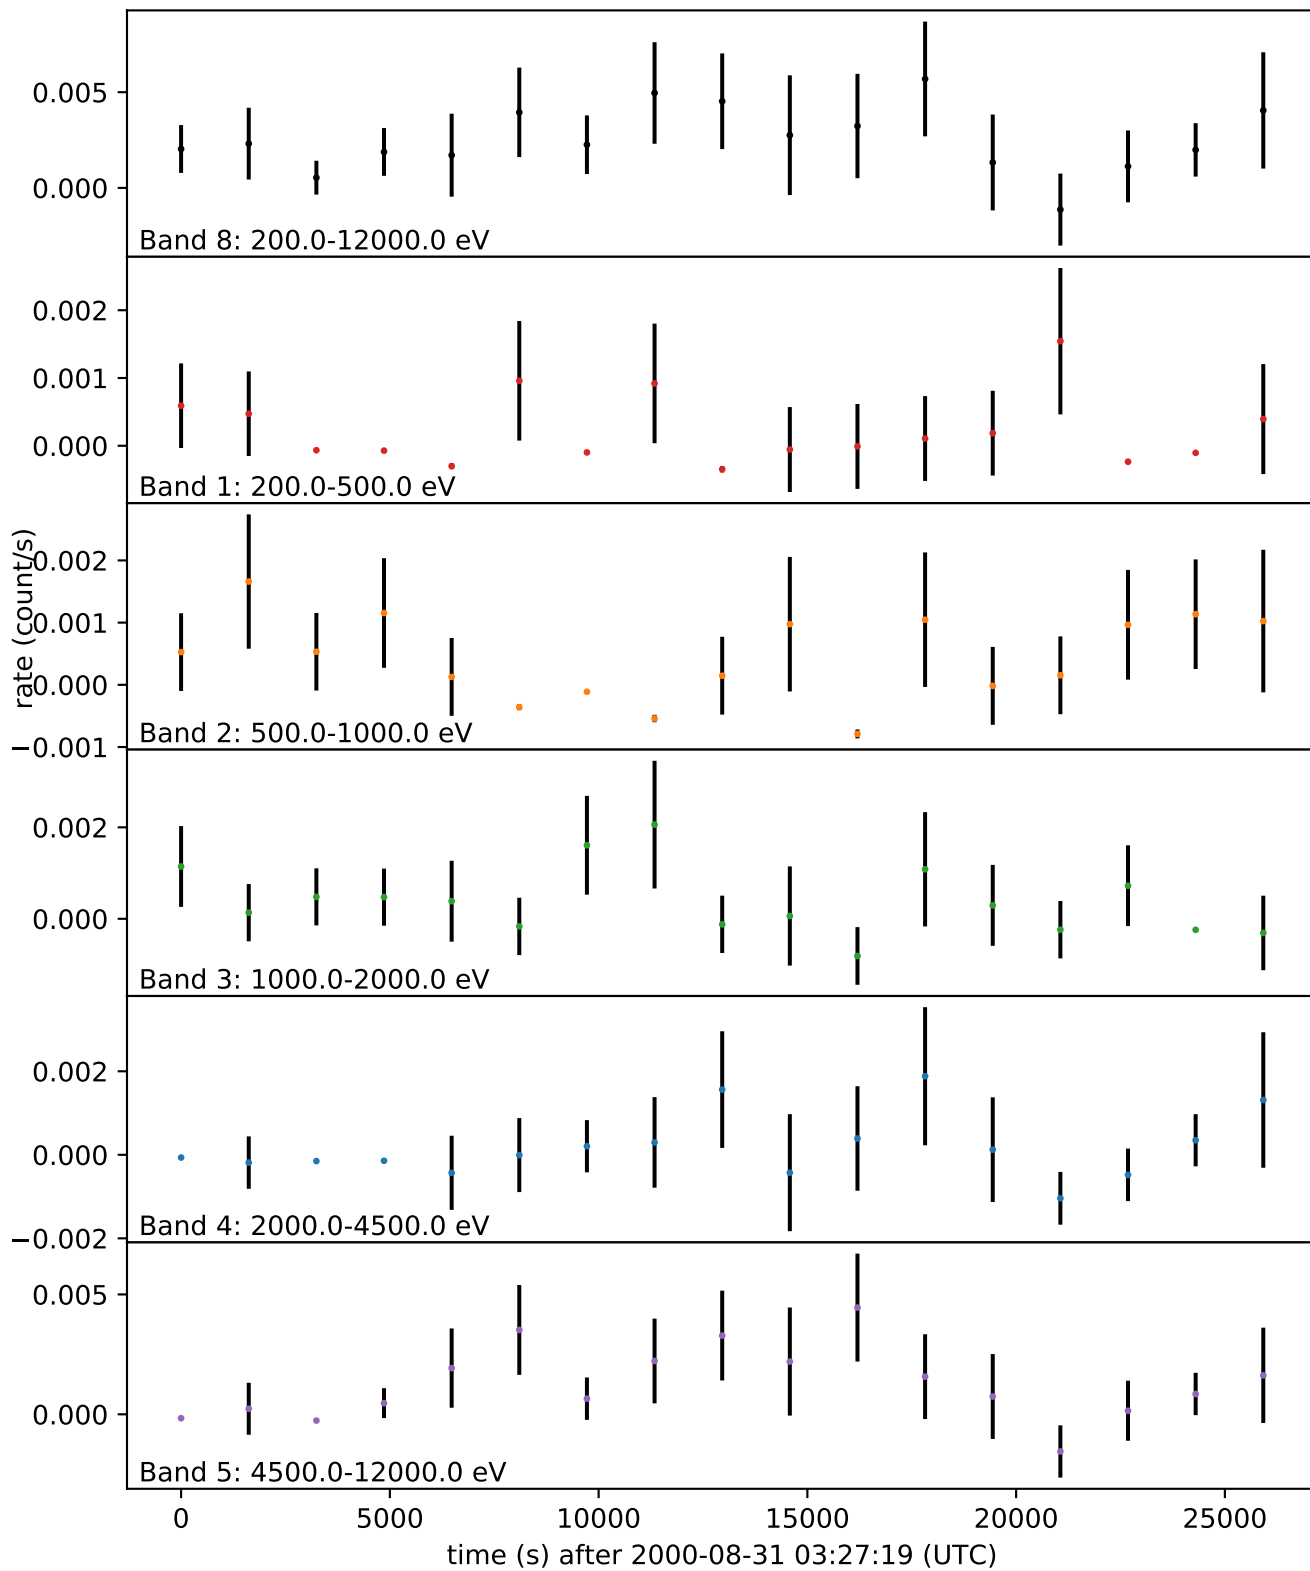 0.005
0.000
Band 8: 200.0-12000.0 eV
0.002
0.001
0.000
Band 1: 200.0-500.0 eV
rate (count/s)
0.002
0.001
0.000
−0.001
Band 2: 500.0-1000.0 eV
0.002
0.000
Band 3: 1000.0-2000.0 eV
0.002
0.000
−0.002
Band 4: 2000.0-4500.0 eV
0.005
0.000
Band 5: 4500.0-12000.0 eV
0 5000 10000 15000 20000 25000
time (s) after 2000-08-31 03:27:19 (UTC)